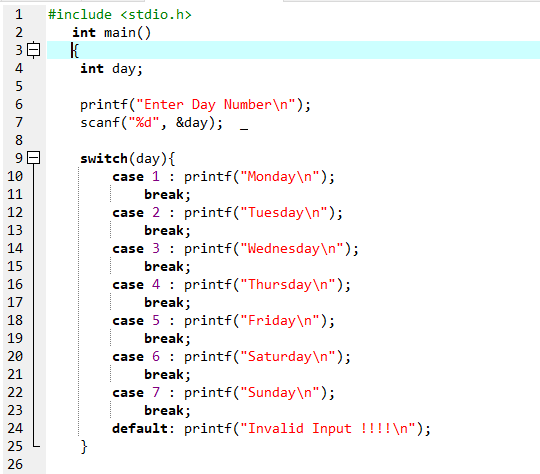 1 #include <stdio.h>
2 int main()
3 {
4 int day;
5
6 printf("Enter Day Number\n");
7 scanf("%d", &day); _
8
9 switch(day){
10 case 1 : printf("Monday\n");
11 break;
12 case 2 : printf("Tuesday\n");
13 break;
14 case 3 : printf("Wednesday\n");
15 break;
16 case 4 : printf("Thursday\n");
17 break;
18 case 5 : printf("Friday\n");
19 break;
20 case 6 : printf("Saturday\n");
21 break;
22 case 7 : printf("Sunday\n");
23 break;
24 default: printf("Invalid Input !!!!\n");
25 }
26